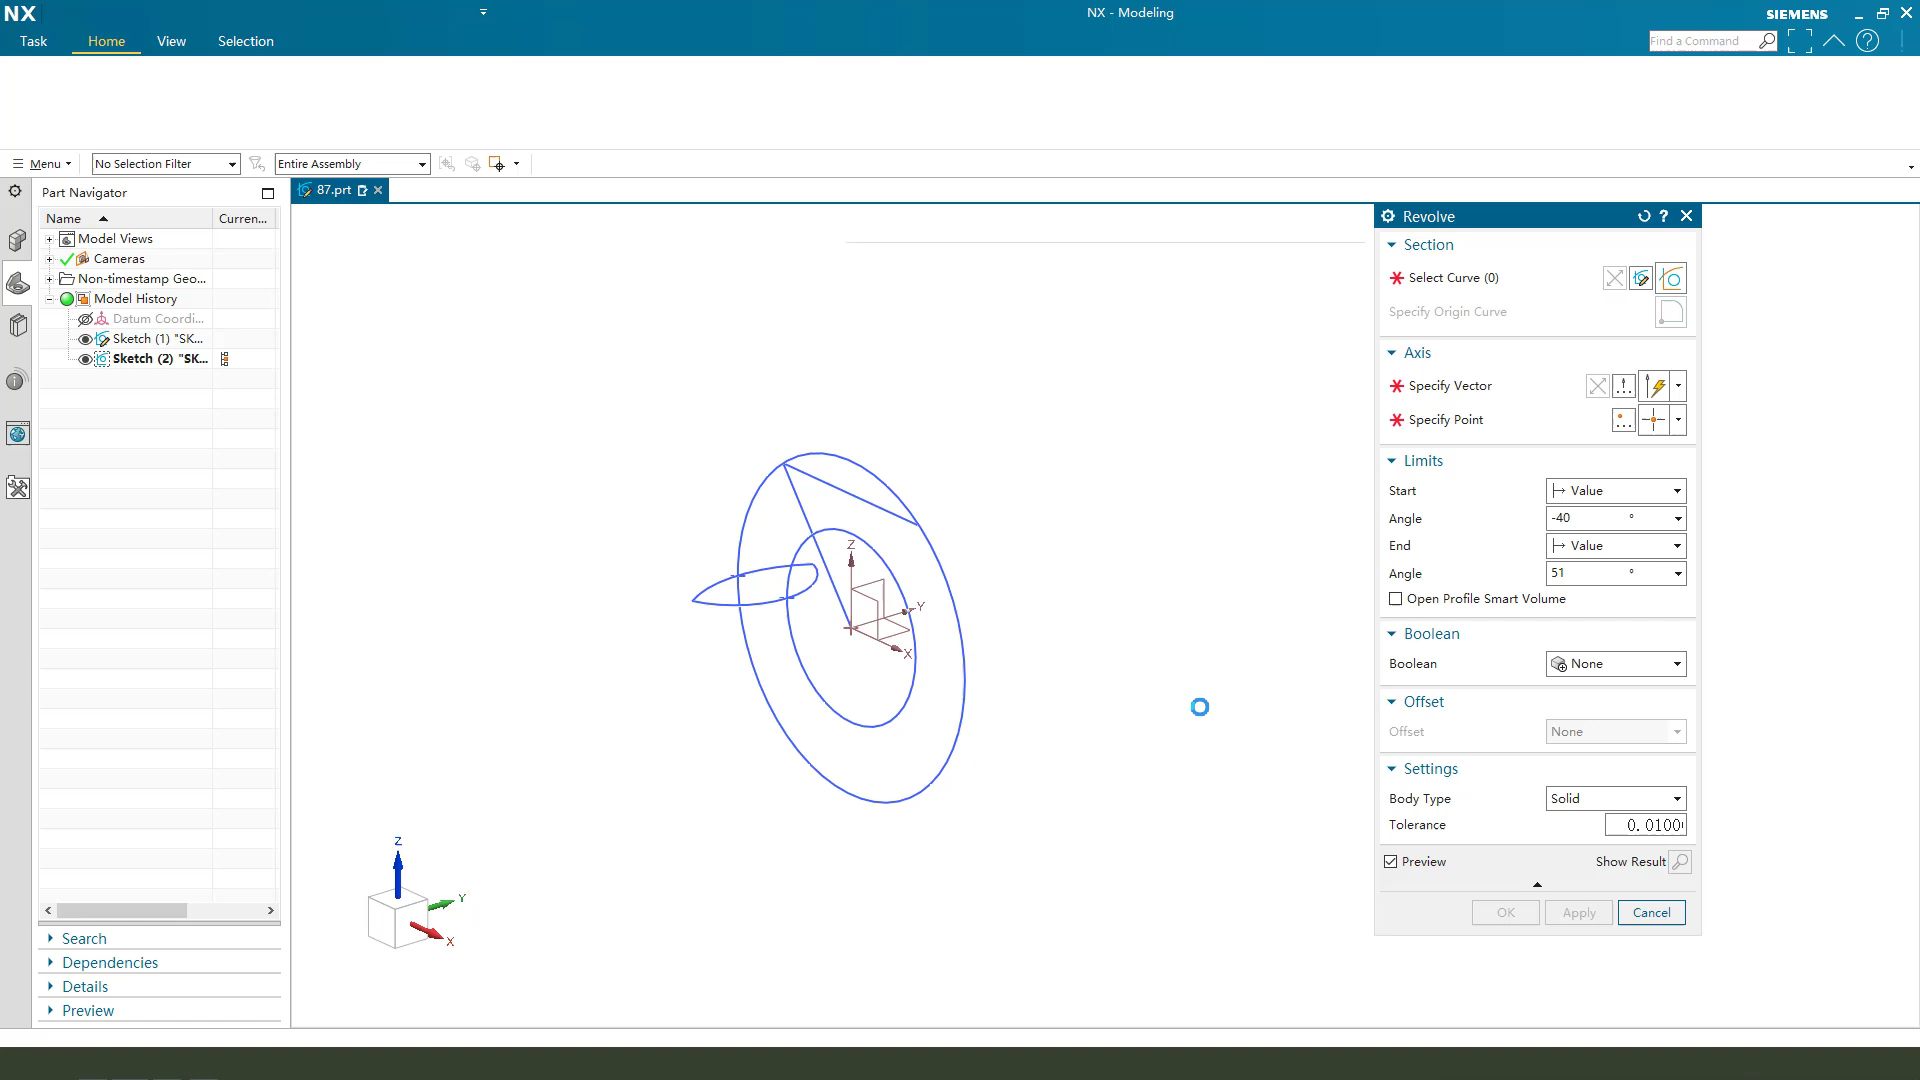 NX
NX - Modeling
SIEMENS
Task
Home
View
Selection
Find a Command
Menu
No Selection Filter
Entire Assembly
Part Navigator
87.prt
Name
Curren...
Model Views
Cameras
Non-timestamp Geo...
Model History
Datum Coordi...
Sketch (1) "SK...
Sketch (2) "SK...
Search
Dependencies
Details
Preview
Z
Y
X
Z
Y
X
Revolve
Section
Select Curve (0)
Specify Origin Curve
Axis
Specify Vector
Specify Point
Limits
Start
Value
Angle
-40
°
End
Value
Angle
51
°
Open Profile Smart Volume
Boolean
Boolean
None
Offset
Offset
None
Settings
Body Type
Solid
Tolerance
0.0100
Preview
Show Result
OK
Apply
Cancel